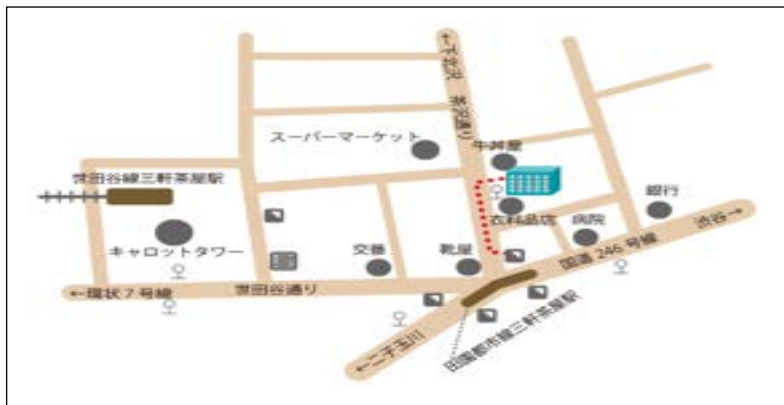 ←下北沢
茶沢通り
スーパーマーケット
牛丼屋
世田谷線三軒茶屋駅
衣料品店
病院
銀行
渋谷→
キャロットタワー
交番
靴屋
国道246号線
←環状7号線
世田谷通り
←二子玉川
田園都市線三軒茶屋駅